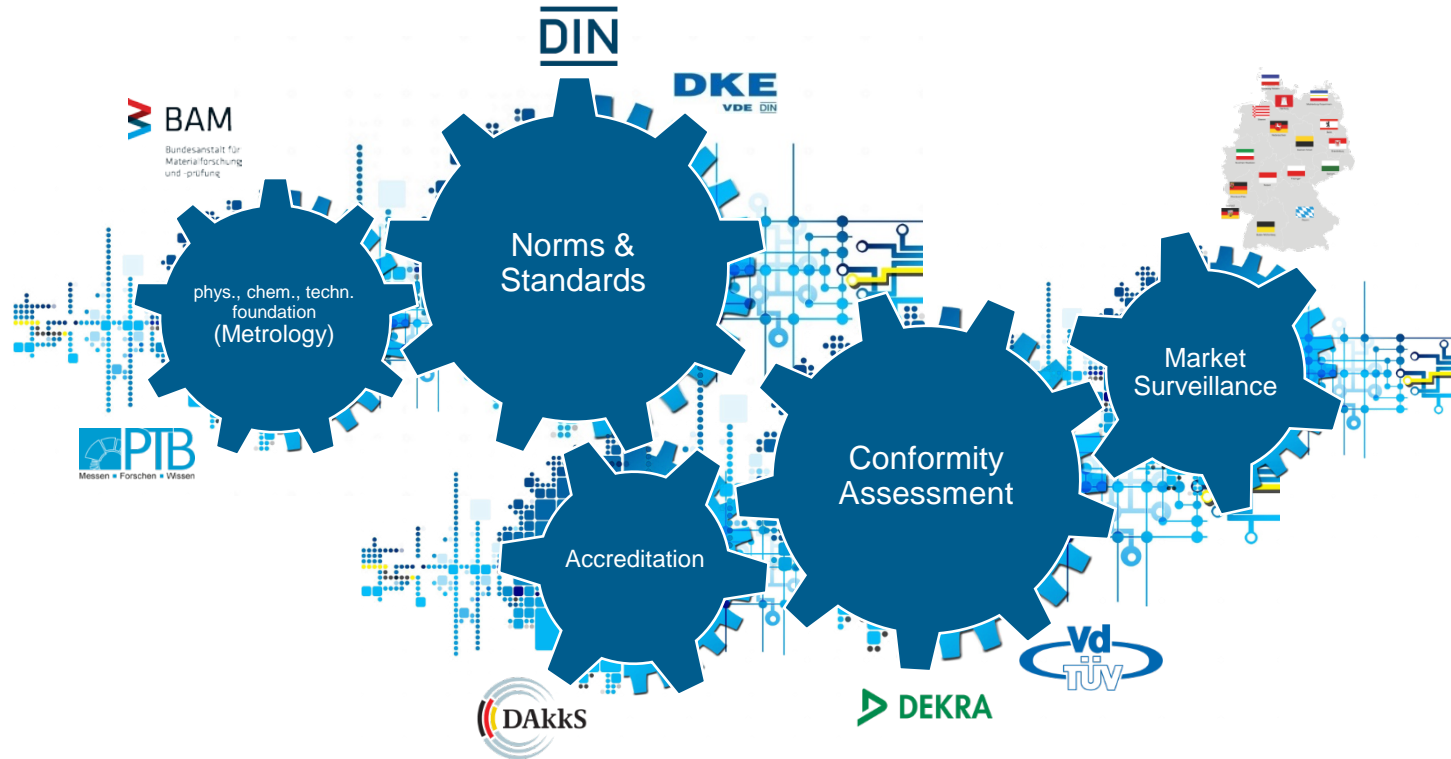 DIN
DKE
VDE DIN
BAM
Bundesanstalt für
Materialforschung
und -prüfung
Norms &
Standards
phys., chem., techn.
foundation
(Metrology)
Market
Surveillance
PTB
Messen ▪ Forschen ▪ Wissen
Conformity
Assessment
Accreditation
Vd
TÜV
DAkkS
DEKRA